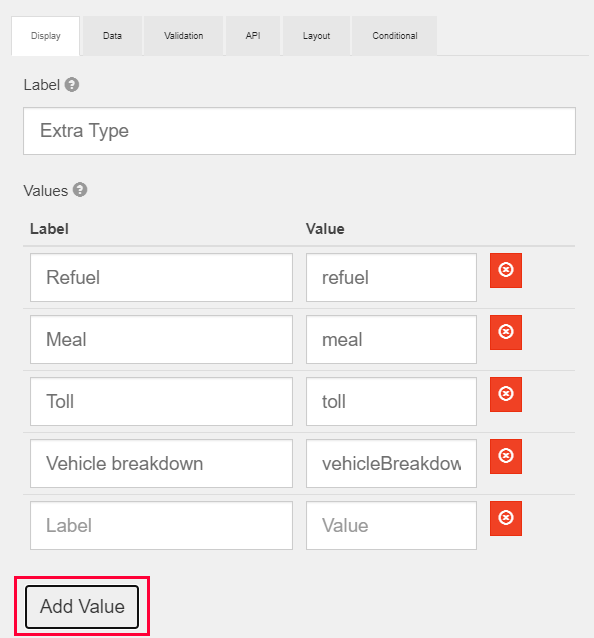 Display Data Validation API Layout Conditional
Label
Extra Type
Values
Label Value
Refuel refuel
Meal meal
Toll toll
Vehicle breakdown vehicleBreakdow
Label Value
Add Value